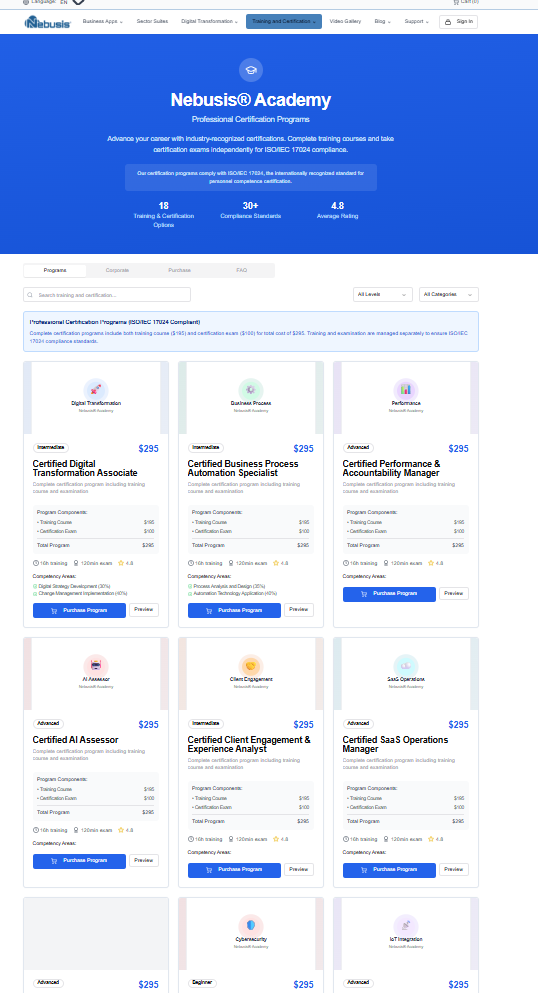 Language: EN
Cart (0)
Nebusis
Business Apps
Sector Suites
Digital Transformation
Training and Certification
Video Gallery
Blog
Support
Sign In
Nebusis® Academy
Professional Certification Programs
Advance your career with industry-recognized certifications. Complete training courses and take
certification exams independently for ISO/IEC 17024 compliance.
Our certification programs comply with ISO/IEC 17024, the internationally recognized standard for
personnel competence certification.
18
30+
4.8
Training & Certification
Options
Compliance Standards
Average Rating
Programs
Corporate
Purchase
FAQ
Search training and certification...
All Levels
All Categories
Professional Certification Programs (ISO/IEC 17024 Compliant)
Complete certification programs include both training course ($195) and certification exam ($100) for total cost of $295. Training and examination are managed separately to ensure ISO/IEC
17024 compliance standards.
Digital Transformation
Nebusis® Academy
Intermediate
$295
Certified Digital
Transformation Associate
Complete certification program including training
course and examination
Program Components:
• Training Course $195
• Certification Exam $100
Total Program $295
16h training 120min exam 4.8
Competency Areas:
Digital Strategy Development (30%)
Change Management Implementation (40%)
Purchase Program
Preview
Business Process
Nebusis® Academy
Intermediate
$295
Certified Business Process
Automation Specialist
Complete certification program including training
course and examination
Program Components:
• Training Course $195
• Certification Exam $100
Total Program $295
16h training 120min exam 4.8
Competency Areas:
Process Analysis and Design (35%)
Automation Technology Application (40%)
Purchase Program
Preview
Performance
Nebusis® Academy
Advanced
$295
Certified Performance &
Accountability Manager
Complete certification program including training
course and examination
Program Components:
• Training Course $195
• Certification Exam $100
Total Program $295
16h training 120min exam 4.8
Competency Areas:
Purchase Program
Preview
AI Assessor
Nebusis® Academy
Advanced
$295
Certified AI Assessor
Complete certification program including training
course and examination
Program Components:
• Training Course $195
• Certification Exam $100
Total Program $295
16h training 120min exam 4.8
Competency Areas:
Purchase Program
Preview
Client Engagement
Nebusis® Academy
Intermediate
$295
Certified Client Engagement &
Experience Analyst
Complete certification program including training
course and examination
Program Components:
• Training Course $195
• Certification Exam $100
Total Program $295
16h training 120min exam 4.8
Competency Areas:
Purchase Program
Preview
SaaS Operations
Nebusis® Academy
Advanced
$295
Certified SaaS Operations
Manager
Complete certification program including training
course and examination
Program Components:
• Training Course $195
• Certification Exam $100
Total Program $295
16h training 120min exam 4.8
Competency Areas:
Purchase Program
Preview
Advanced
$295
Cybersecurity
Nebusis® Academy
Beginner
$295
IoT Integration
Nebusis® Academy
Advanced
$295